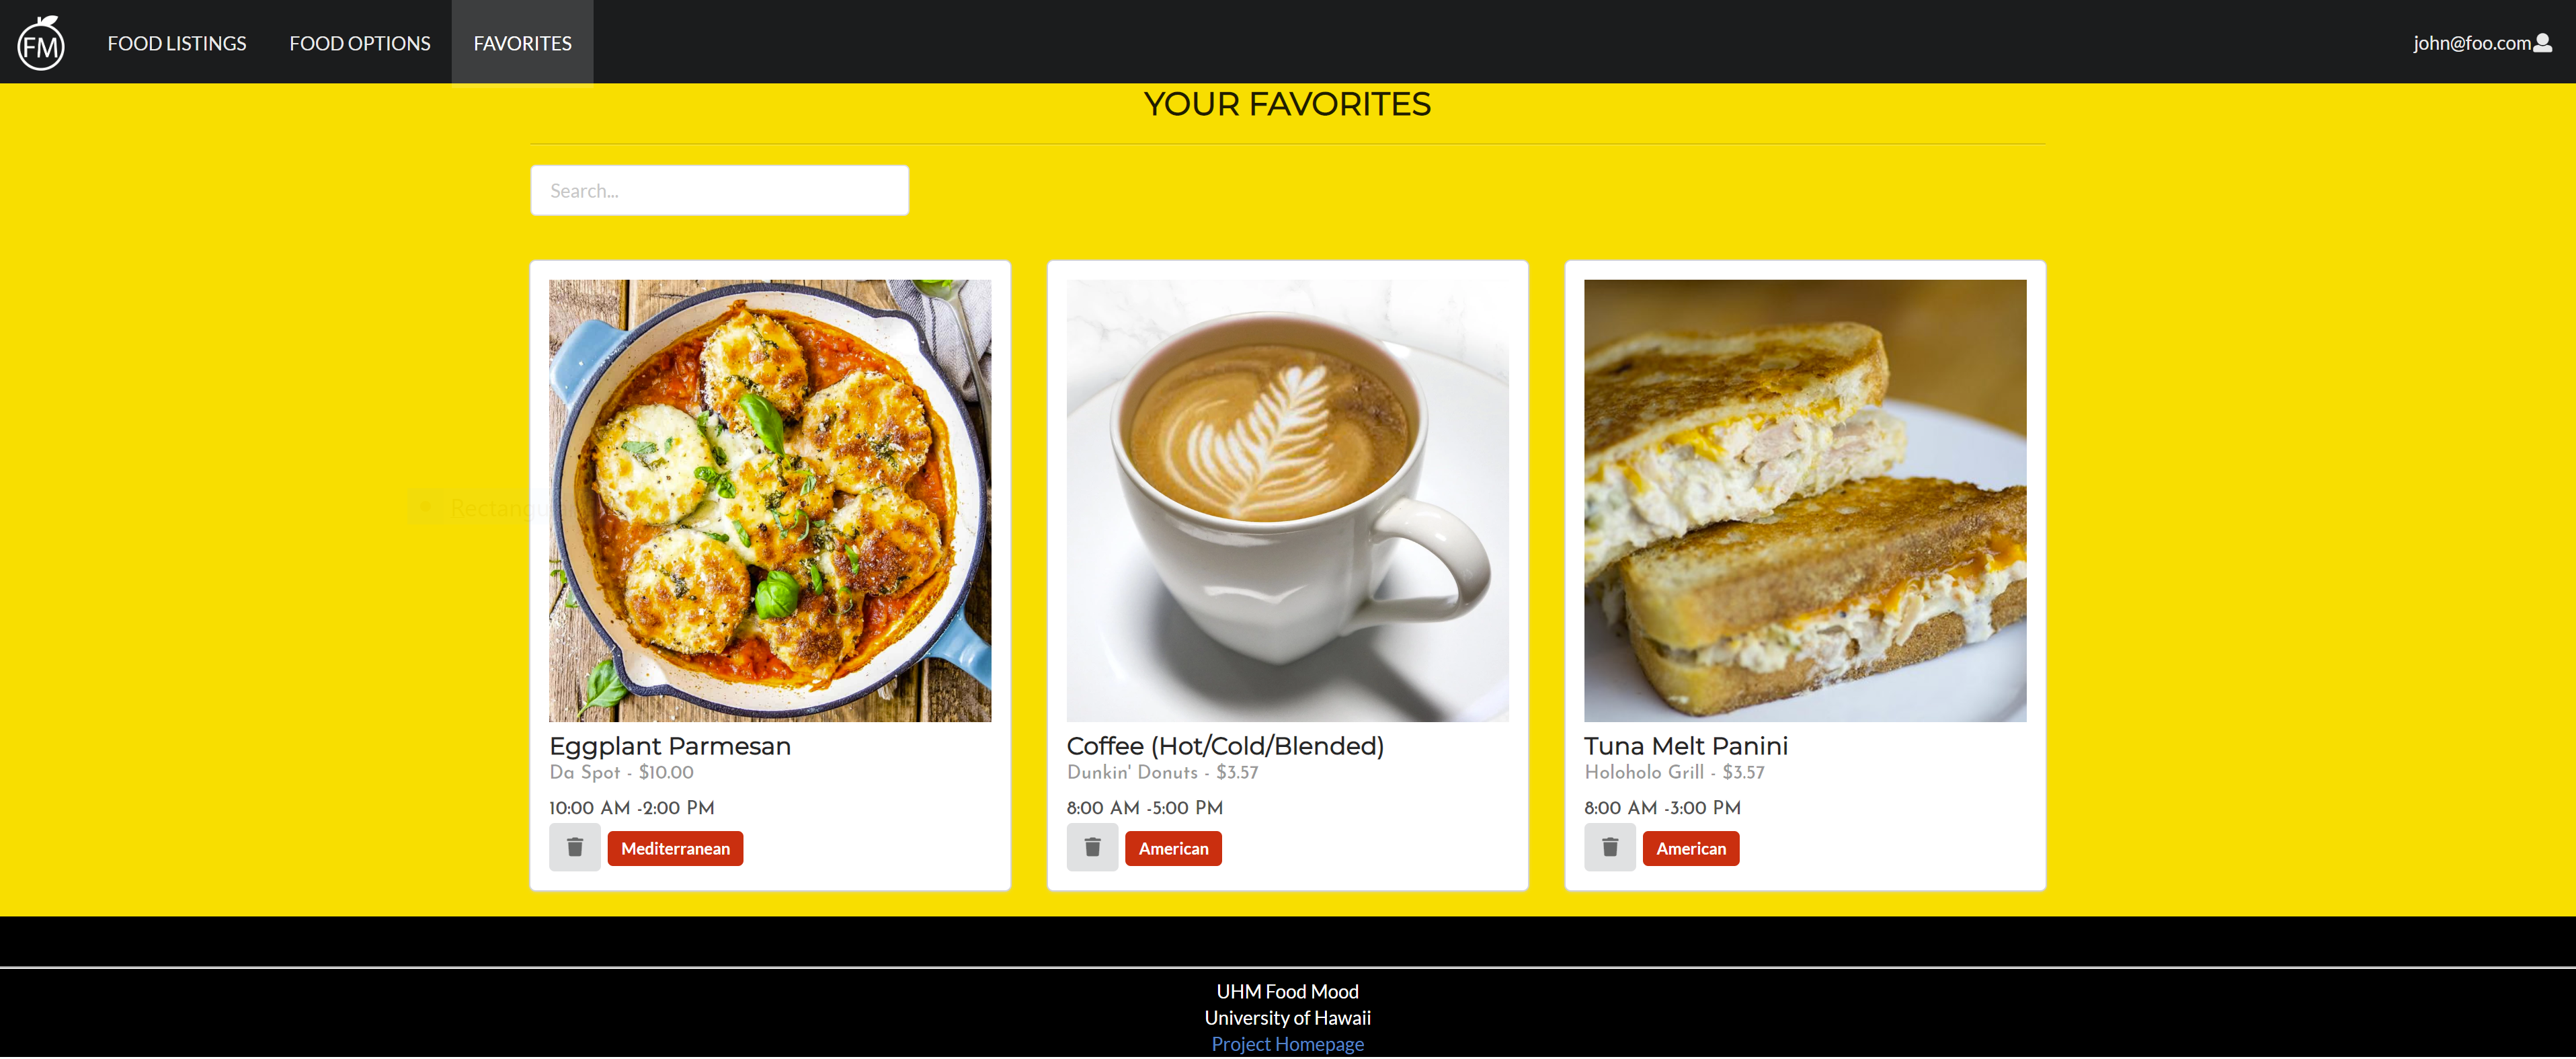 FM
FOOD LISTINGS
FOOD OPTIONS
FAVORITES
john@foo.com
YOUR FAVORITES
Search...
Eggplant Parmesan
Da Spot - $10.00
10:00 AM -2:00 PM
Mediterranean
Coffee (Hot/Cold/Blended)
Dunkin' Donuts - $3.57
8:00 AM -5:00 PM
American
Tuna Melt Panini
Holoholo Grill - $3.57
8:00 AM -3:00 PM
American
UHM Food Mood
University of Hawaii
Project Homepage